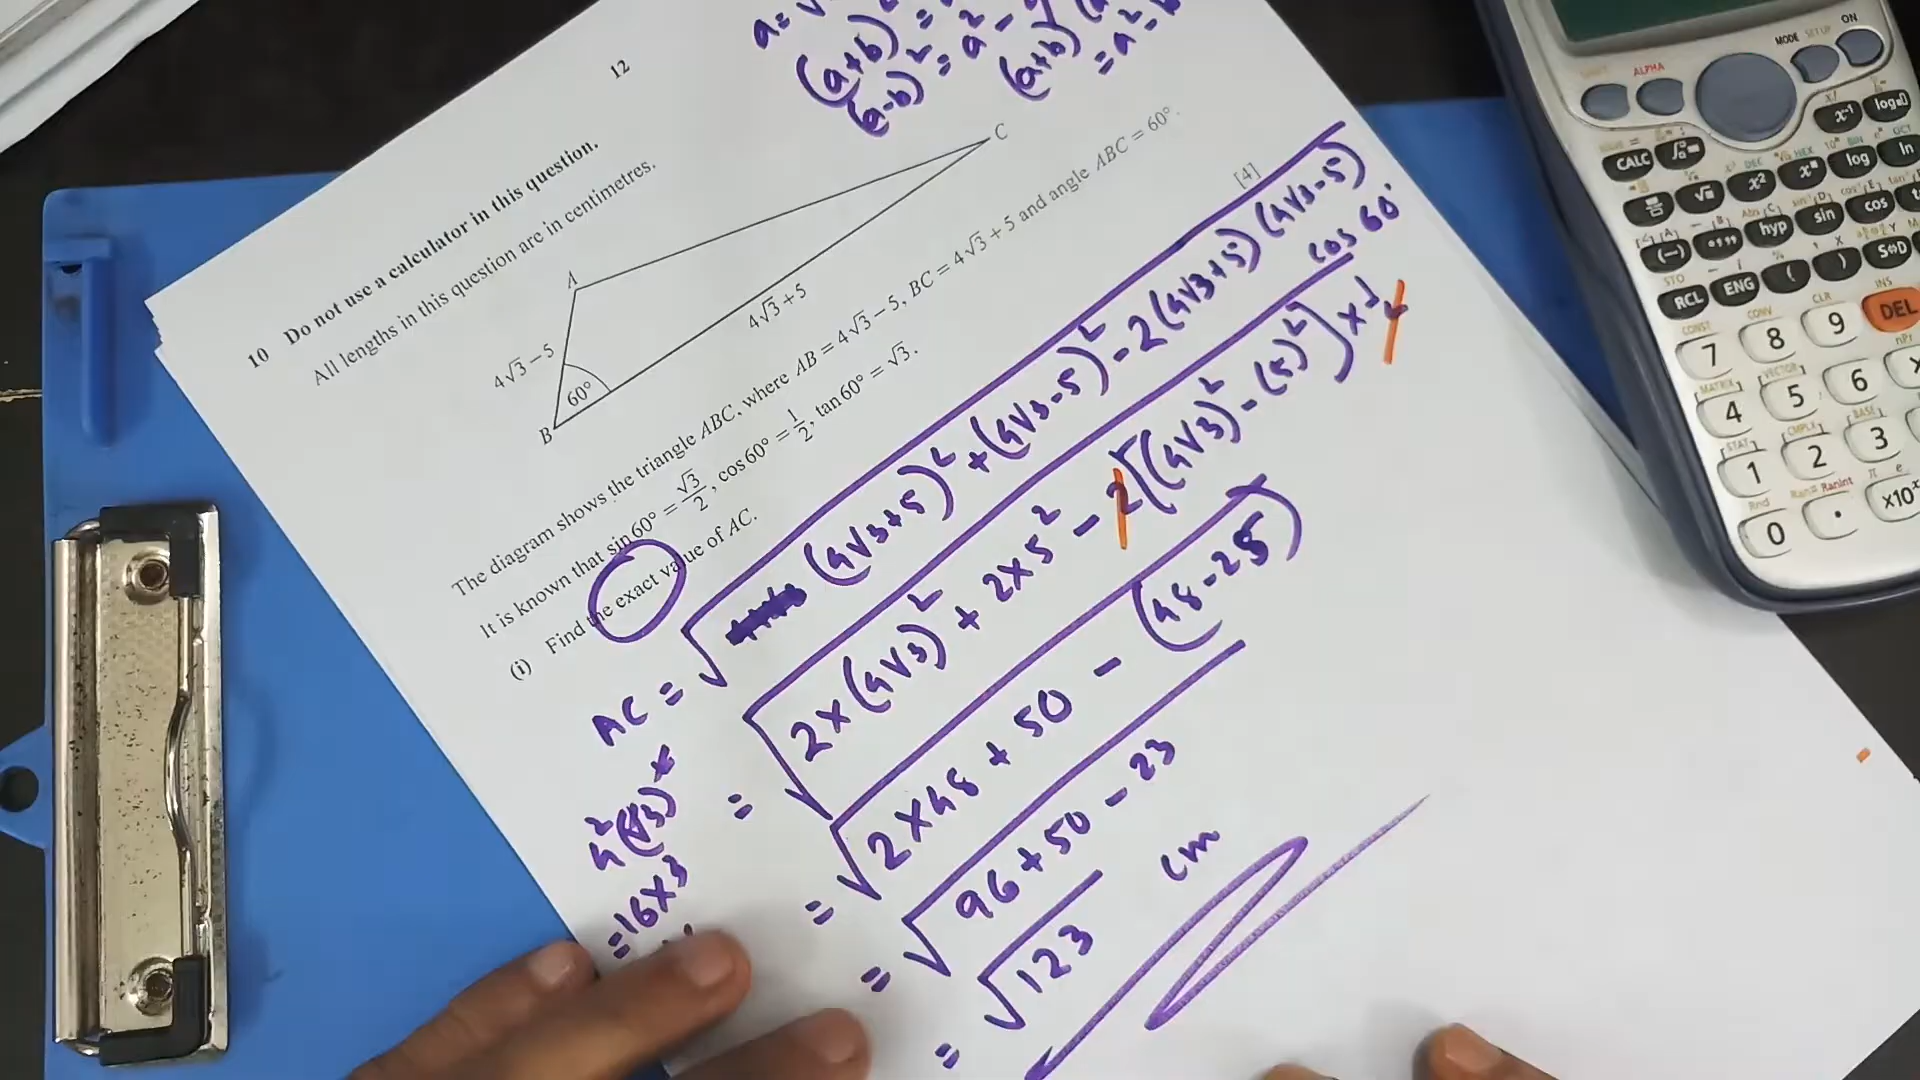 12
(a+b)
(a-b)² = a² -
(a+b)
= a² -
10 Do not use a calculator in this question.
All lengths in this question are in centimetres.
C
A
4√3 − 5
4√3 + 5
60°
B
The diagram shows the triangle ABC, where AB = 4√3 − 5, BC = 4√3 + 5 and angle ABC = 60°.
It is known that sin 60° = √3/2, cos 60° = 1/2, tan 60° = √3.
(i) Find the exact value of AC. [4]
AC = √(4√3+5)² + (4√3-5)² - 2(4√3+5)(4√3-5) cos 60°
= √2×(4√3)² + 2×5² - 2[(4√3)² - (5)²] × 1/2
4²(√3)²
=16×3
= √2×48 + 50 - (48-25)
= √96+50-23
= √123 cm
MODE SETUP ON
SHIFT ALPHA
CALC x⁻¹ log
√ x² log ln
(−) hyp sin cos
RCL ENG ( ) S⇔D
7 8 9 DEL
4 5 6
1 2 3
0 . ×10ˣ